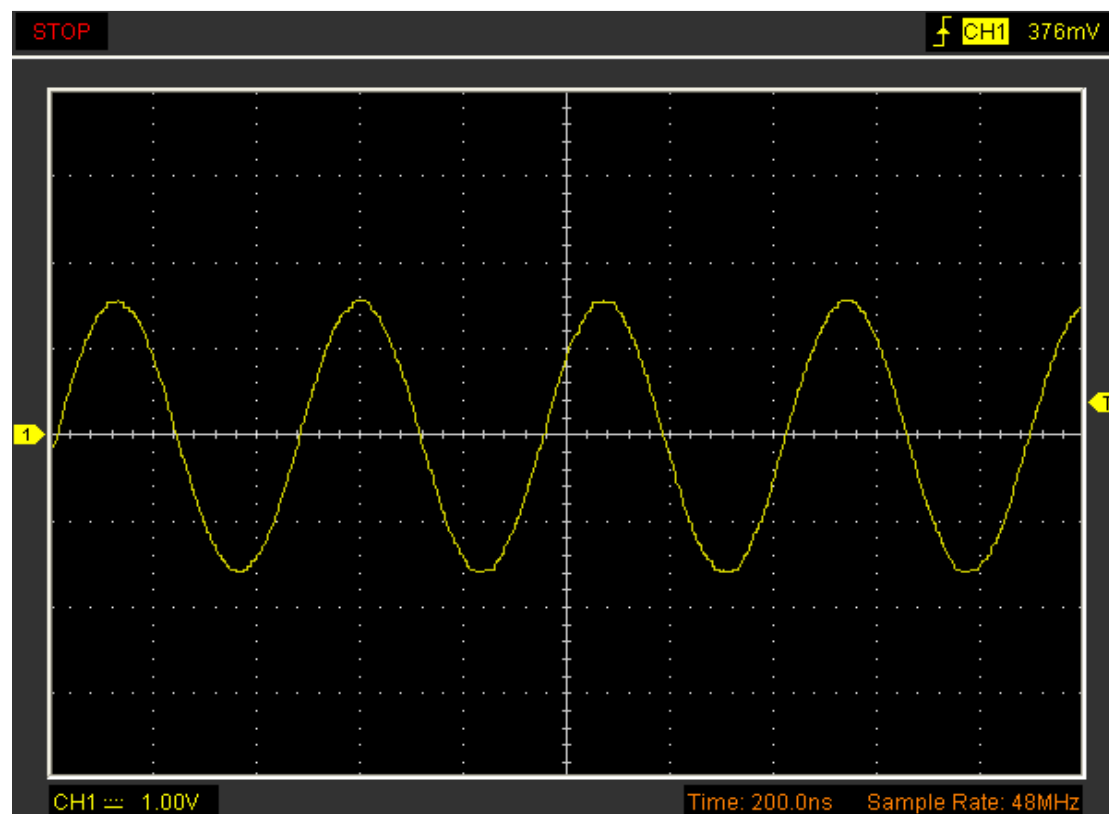 STOP
CH1 376mV
1
T
CH1 1.00V
Time: 200.0ns Sample Rate: 48MHz